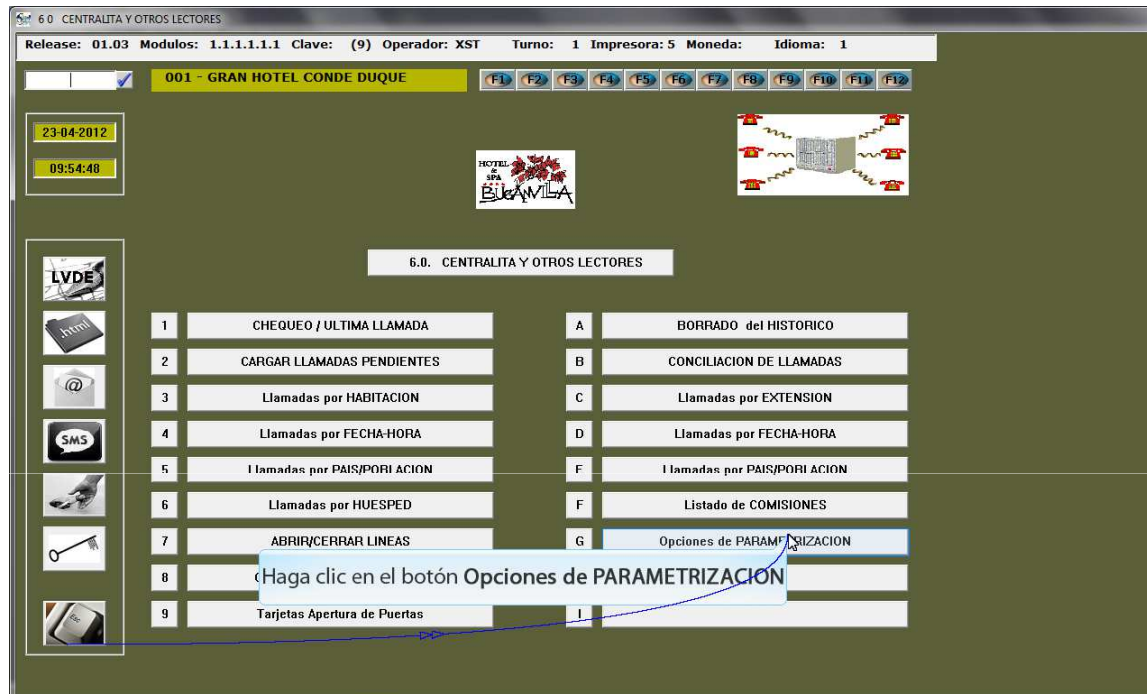 6 0 CENTRALITA Y OTROS LECTORES
Release: 01.03 Modulos: 1.1.1.1.1.1 Clave: (9) Operador: XST Turno: 1 Impresora: 5 Moneda: Idioma: 1
001 - GRAN HOTEL CONDE DUQUE F1 F2 F3 F4 F5 F6 F7 F8 F9 F10 F11 F12
23-04-2012
09:54:48
HOTEL
&
SPA
BUGANVILLA
6.0. CENTRALITA Y OTROS LECTORES
LVDE
html
@
SMS
Esc
1 CHEQUEO / ULTIMA LLAMADA A BORRADO del HISTORICO
2 CARGAR LLAMADAS PENDIENTES B CONCILIACION DE LLAMADAS
3 Llamadas por HABITACION C Llamadas por EXTENSION
4 Llamadas por FECHA-HORA D Llamadas por FECHA-HORA
5 Llamadas por PAIS/POBLACION E Llamadas por PAIS/POBLACION
6 Llamadas por HUESPED F Listado de COMISIONES
7 ABRIR/CERRAR LINEAS G Opciones de PARAMETRIZACION
8
Haga clic en el botón Opciones de PARAMETRIZACION
9 Tarjetas Apertura de Puertas I